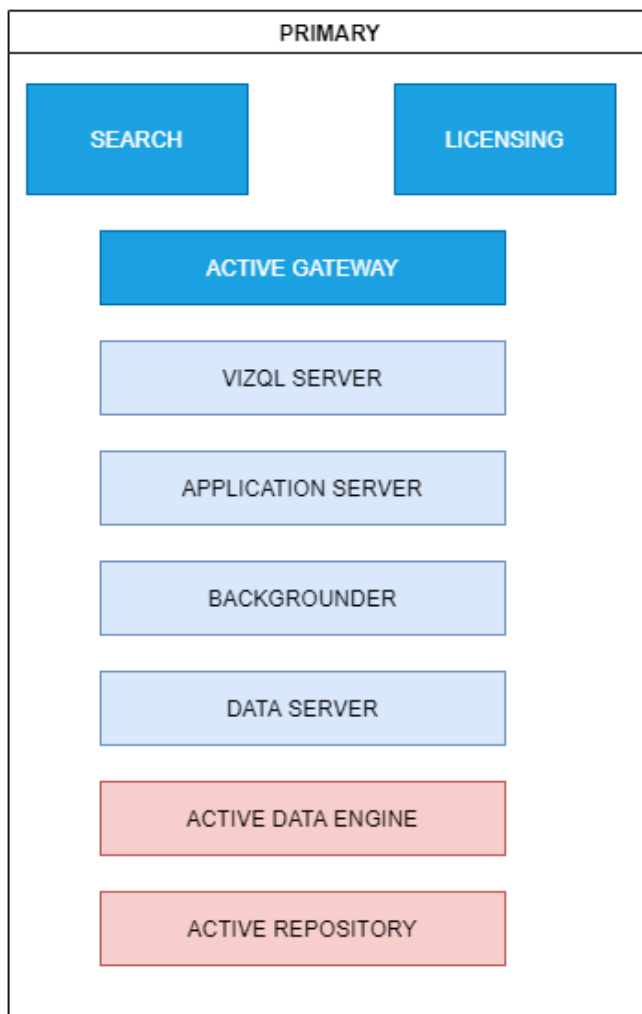 PRIMARY
SEARCH
LICENSING
ACTIVE GATEWAY
VIZQL SERVER
APPLICATION SERVER
BACKGROUNDER
DATA SERVER
ACTIVE DATA ENGINE
ACTIVE REPOSITORY